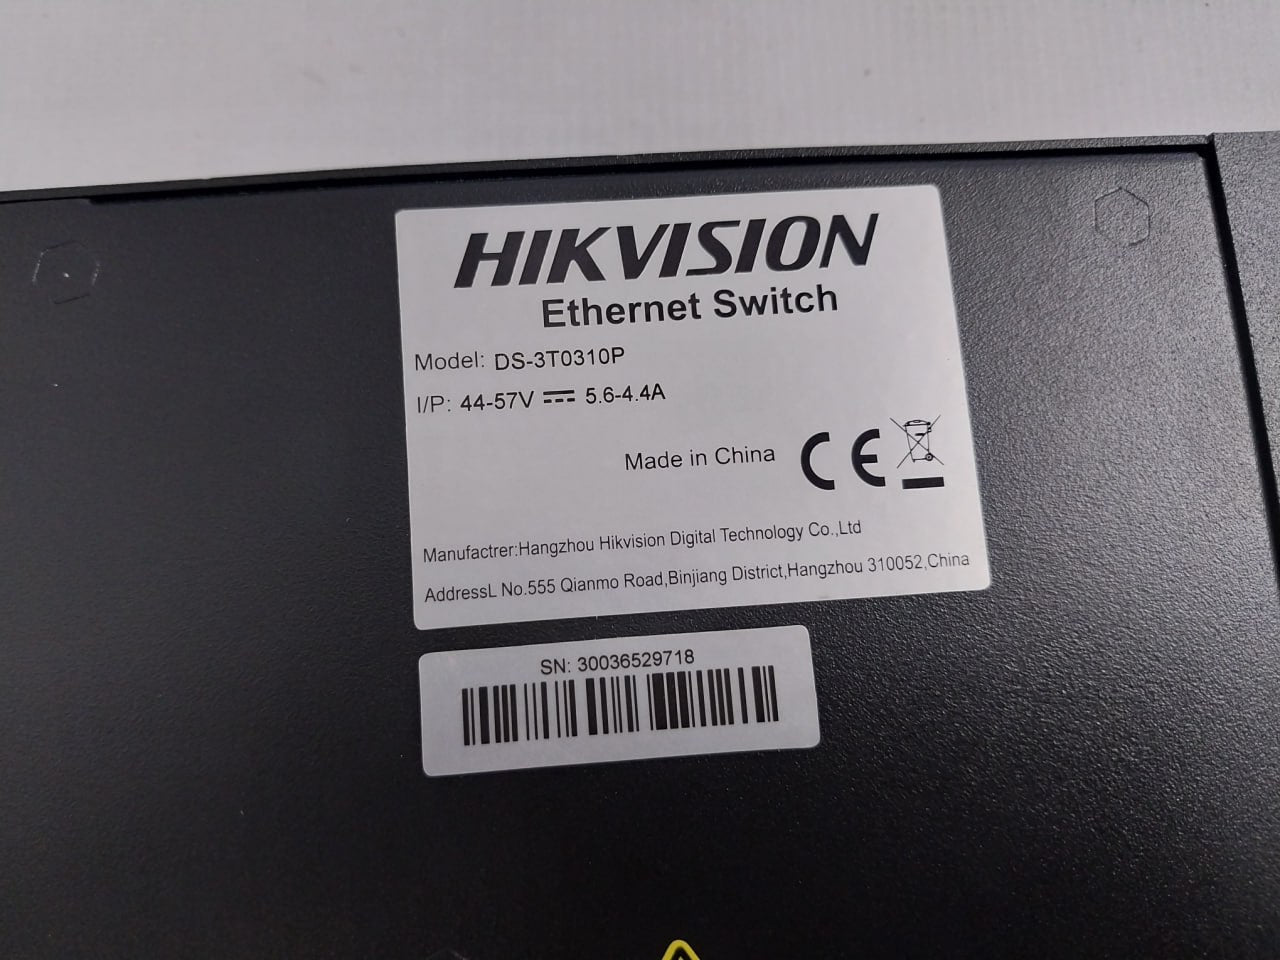 HIKVISION
Ethernet Switch
Model: DS-3T0310P
I/P: 44-57V ⎓ 5.6-4.4A
Made in China CE
Manufactrer:Hangzhou Hikvision Digital Technology Co.,Ltd
AddressL No.555 Qianmo Road,Binjiang District,Hangzhou 310052,China
SN: 30036529718